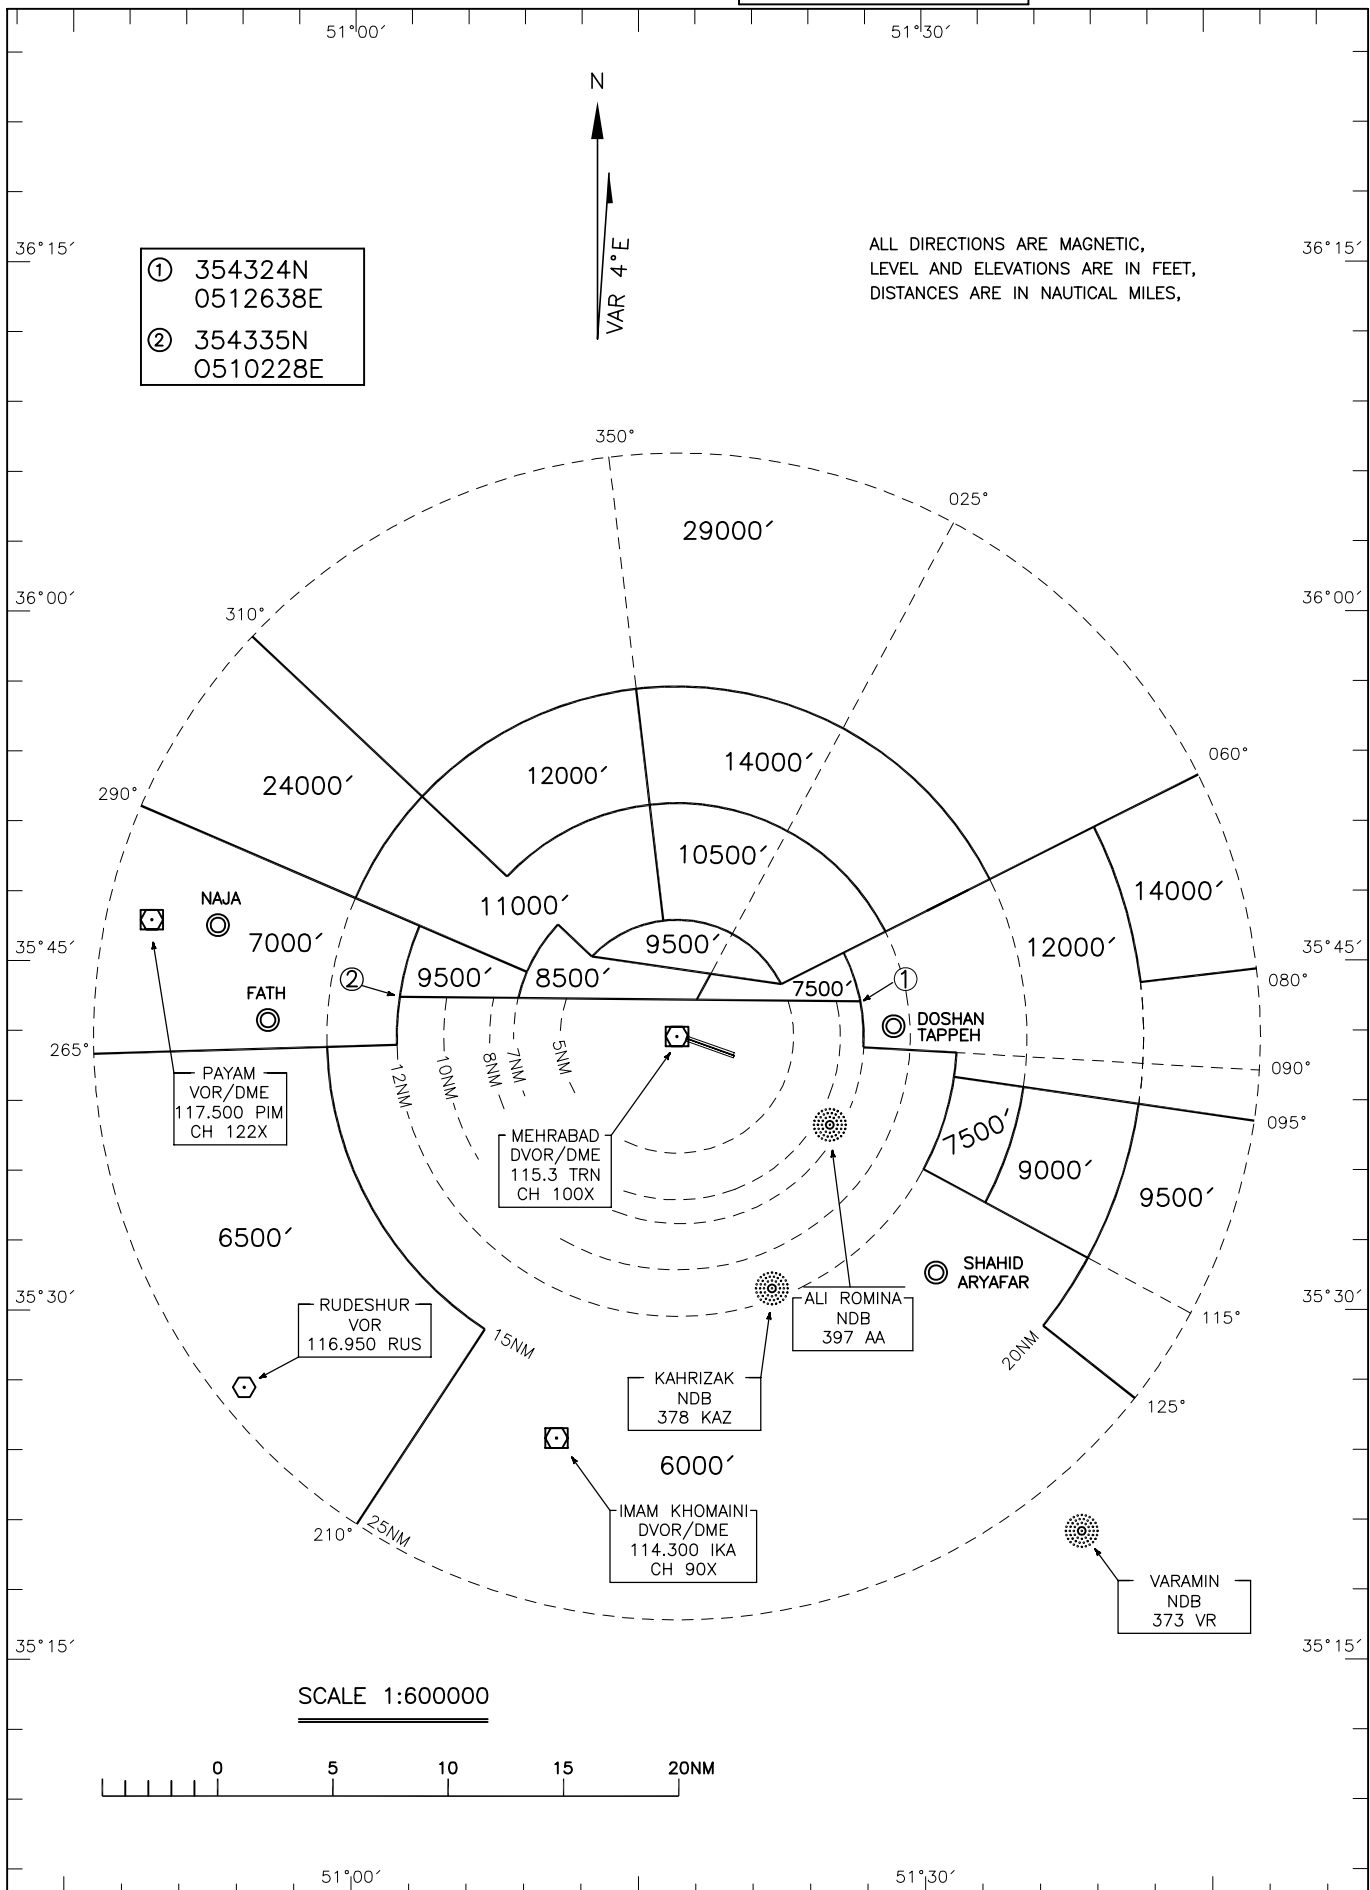 51°00′
51°30′
N
VAR 4°E
36°15′
36°15′
① 354324N
0512638E
② 354335N
0510228E
ALL DIRECTIONS ARE MAGNETIC,
LEVEL AND ELEVATIONS ARE IN FEET,
DISTANCES ARE IN NAUTICAL MILES,
350°
025°
29000′
36°00′
36°00′
310°
060°
290°
24000′
12000′
14000′
10500′
14000′
NAJA
11000′
35°45′
7000′
9500′
12000′
35°45′
②
9500′
8500′
7500′
①
080°
FATH
DOSHAN
TAPPEH
265°
090°
12NM
10NM
8NM
7NM
5NM
PAYAM
VOR/DME
117.500 PIM
CH 122X
MEHRABAD
DVOR/DME
115.3 TRN
CH 100X
095°
7500′
9000′
9500′
6500′
SHAHID
ARYAFAR
35°30′
35°30′
RUDESHUR
VOR
116.950 RUS
ALI ROMINA
NDB
397 AA
115°
15NM
20NM
KAHRIZAK
NDB
378 KAZ
125°
6000′
210°
25NM
IMAM KHOMAINI
DVOR/DME
114.300 IKA
CH 90X
VARAMIN
NDB
373 VR
35°15′
35°15′
SCALE 1:600000
0 5 10 15 20NM
51°00′
51°30′